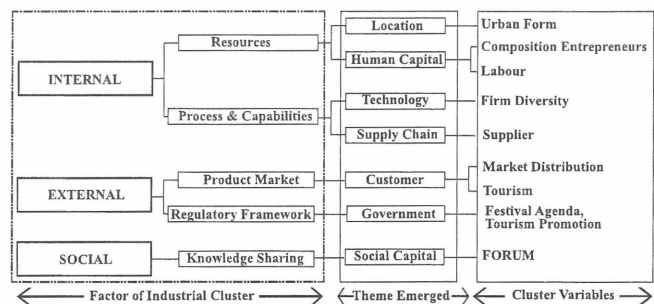 Location
Urban Form
Resources
Human Capital
Composition Entrepreneurs
Labour
INTERNAL
Technology
Firm Diversity
Process & Capabilities
Supply Chain
Supplier
Product Market
Customer
Market Distribution
Tourism
EXTERNAL
Regulatory Framework
Government
Festival Agenda,
Tourism Promotion
SOCIAL
Knowledge Sharing
Social Capital
FORUM
Factor of Industrial Cluster
Theme Emerged
Cluster Variables